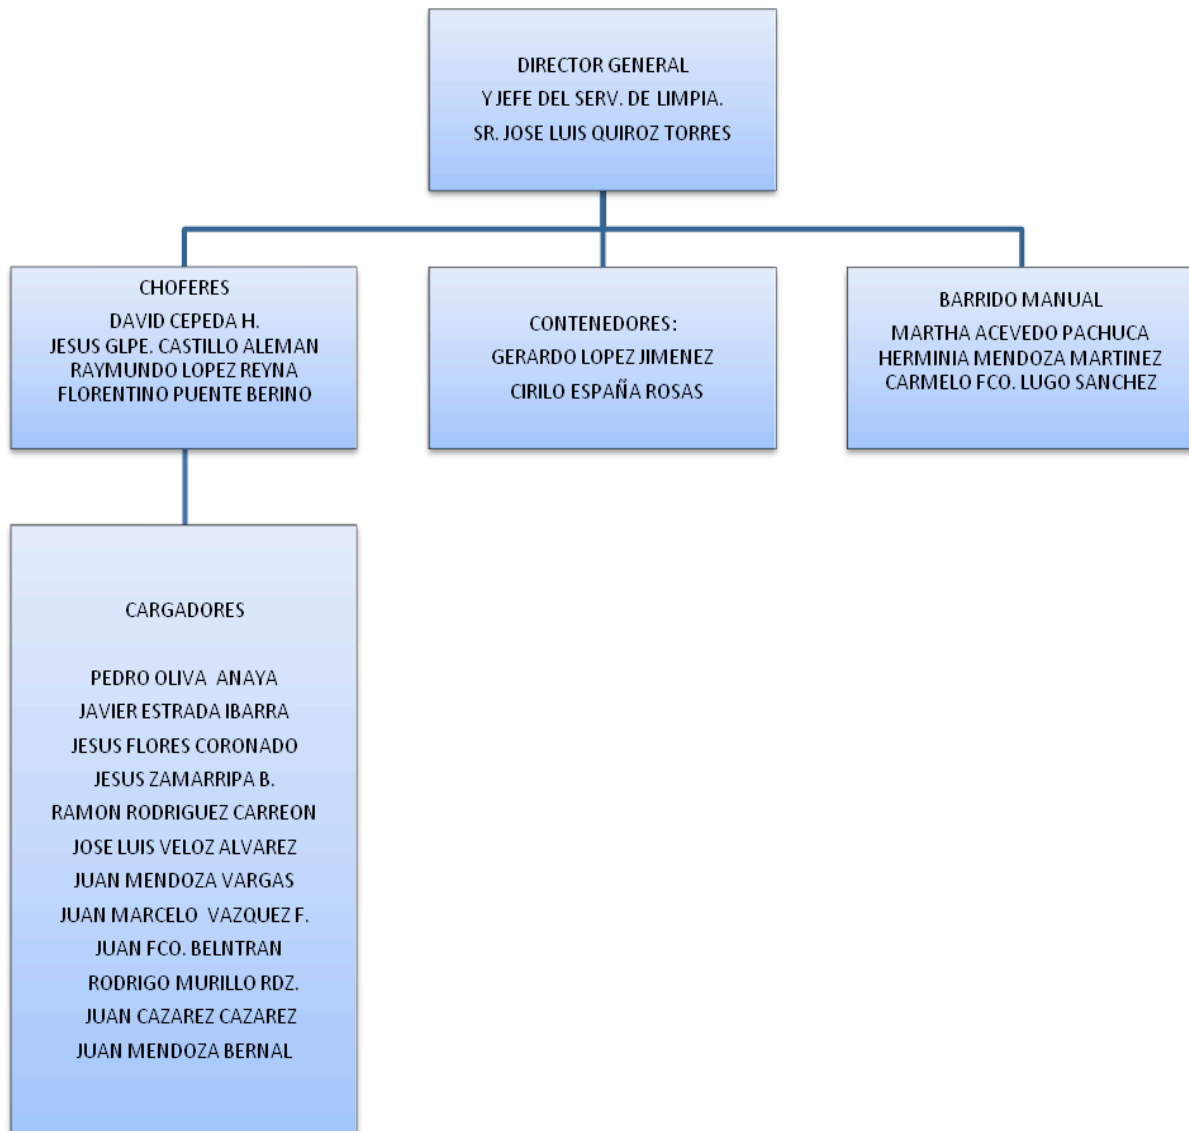 DIRECTOR GENERAL
Y JEFE DEL SERV. DE LIMPIA.
SR. JOSE LUIS QUIROZ TORRES
CHOFERES
DAVID CEPEDA H.
JESUS GLPE. CASTILLO ALEMAN
RAYMUNDO LOPEZ REYNA
FLORENTINO PUENTE BERINO
CONTENEDORES:
GERARDO LOPEZ JIMENEZ
CIRILO ESPAÑA ROSAS
BARRIDO MANUAL
MARTHA ACEVEDO PACHUCA
HERMINIA MENDOZA MARTINEZ
CARMELO FCO. LUGO SANCHEZ
CARGADORES
PEDRO OLIVA ANAYA
JAVIER ESTRADA IBARRA
JESUS FLORES CORONADO
JESUS ZAMARRIPA B.
RAMON RODRIGUEZ CARREON
JOSE LUIS VELOZ ALVAREZ
JUAN MENDOZA VARGAS
JUAN MARCELO VAZQUEZ F.
JUAN FCO. BELNTRAN
RODRIGO MURILLO RDZ.
JUAN CAZAREZ CAZAREZ
JUAN MENDOZA BERNAL